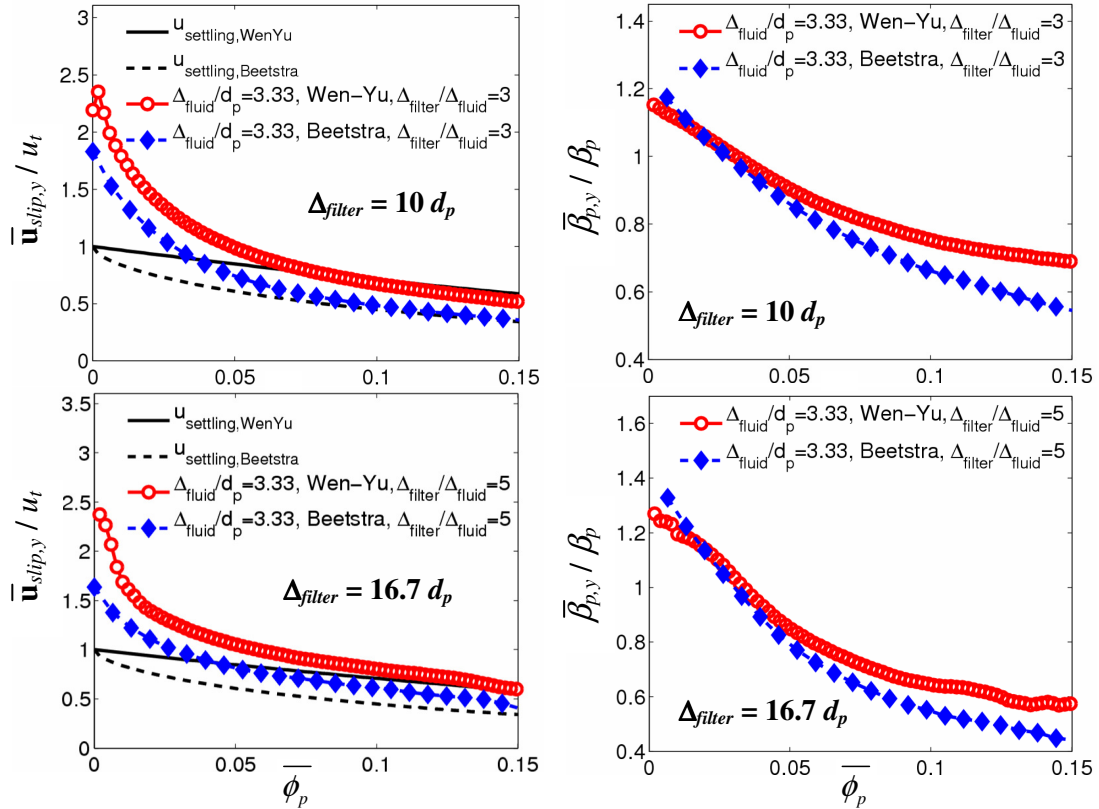 3
2.5
2
1.5
1
0.5
0
u̅_slip,y / u_t
u_settling,WenYu
u_settling,Beetstra
Δ_fluid/d_p=3.33, Wen-Yu,Δ_filter/Δ_fluid=3
Δ_fluid/d_p=3.33, Beetstra, Δ_filter/Δ_fluid=3
Δ_filter = 10 d_p
0 0.05 0.1 0.15
1.4
1.2
1
0.8
0.6
0.4
β̅_p,y / β_p
Δ_fluid/d_p=3.33, Wen-Yu,Δ_filter/Δ_fluid=3
Δ_fluid/d_p=3.33, Beetstra, Δ_filter/Δ_fluid=3
Δ_filter = 10 d_p
0 0.05 0.1 0.15
3.5
3
2.5
2
1.5
1
0.5
0
u̅_slip,y / u_t
u_settling,WenYu
u_settling,Beetstra
Δ_fluid/d_p=3.33, Wen-Yu,Δ_filter/Δ_fluid=5
Δ_fluid/d_p=3.33, Beetstra, Δ_filter/Δ_fluid=5
Δ_filter = 16.7 d_p
0 0.05 0.1 0.15
ϕ̅_p
1.6
1.4
1.2
1
0.8
0.6
0.4
β̅_p,y / β_p
Δ_fluid/d_p=3.33, Wen-Yu,Δ_filter/Δ_fluid=5
Δ_fluid/d_p=3.33, Beetstra, Δ_filter/Δ_fluid=5
Δ_filter = 16.7 d_p
0 0.05 0.1 0.15
ϕ̅_p